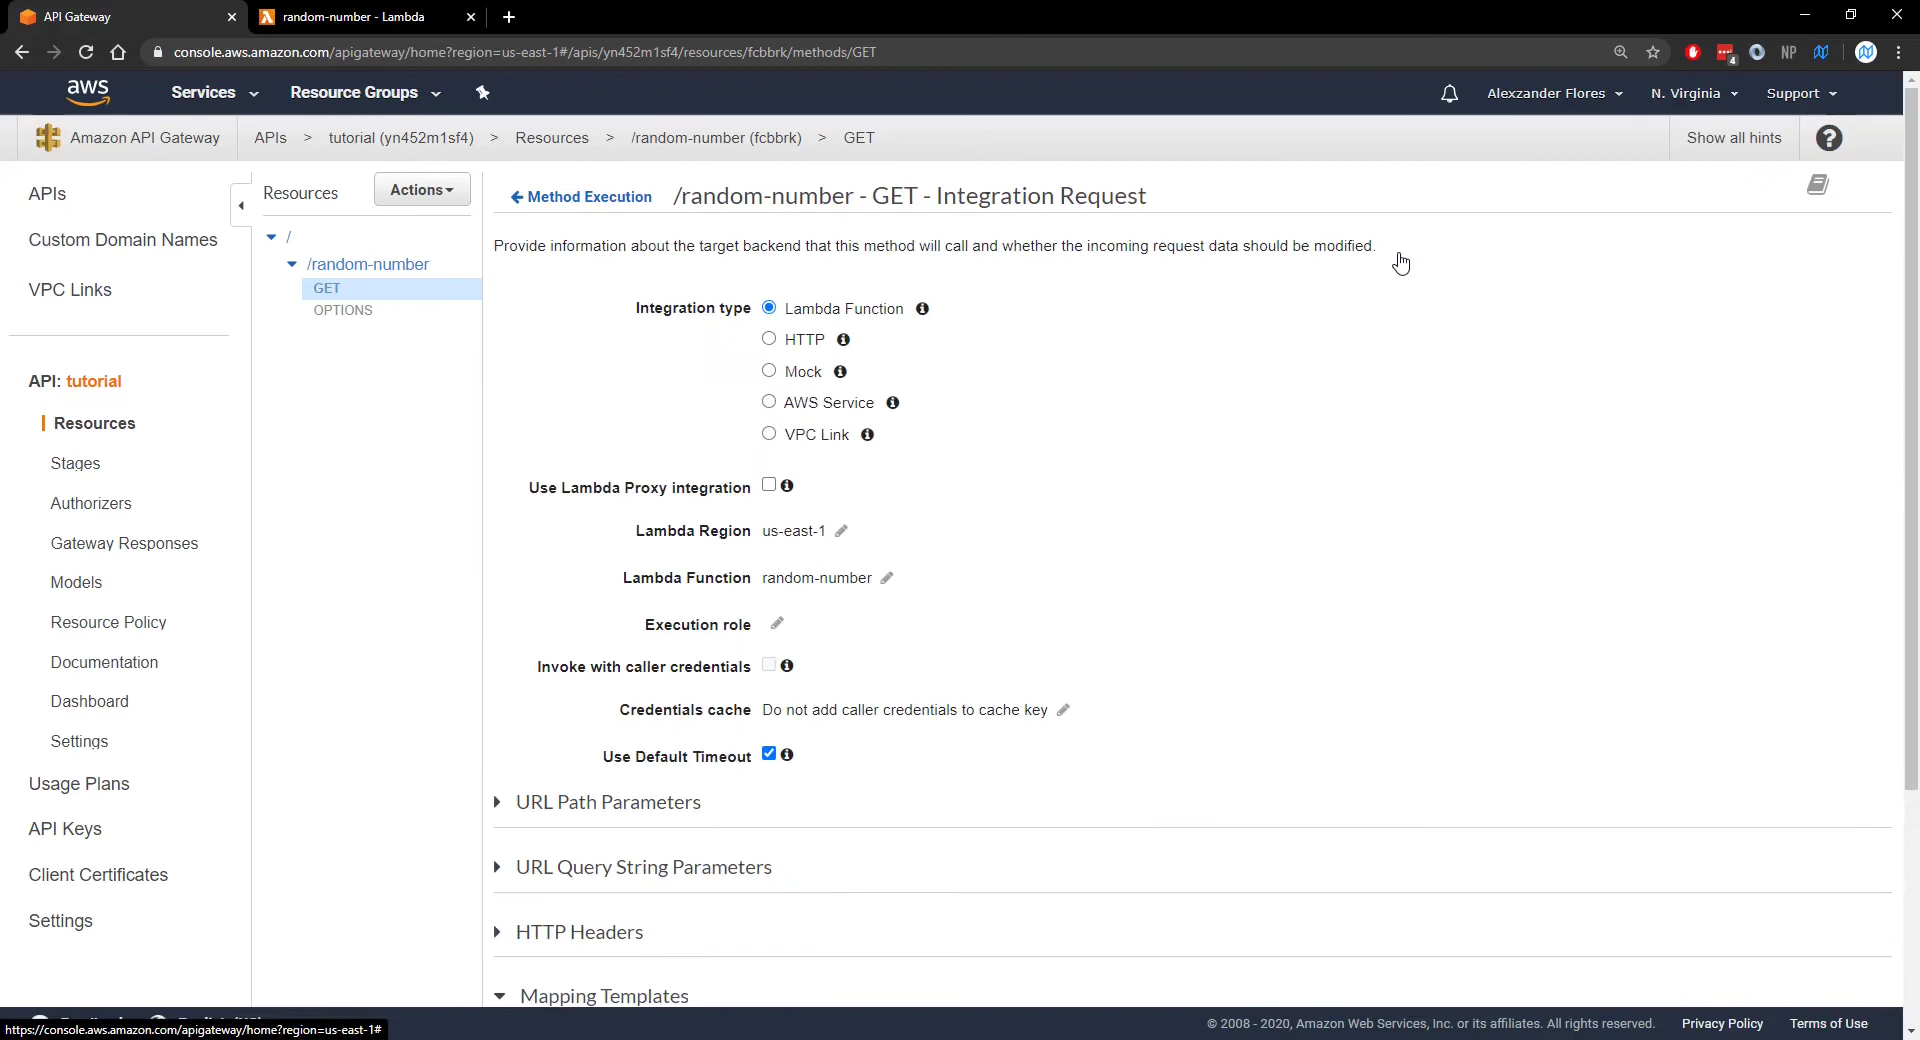 API Gateway
random-number - Lambda
console.aws.amazon.com/apigateway/home?region=us-east-1#/apis/yn452m1sf4/resources/fcbbrk/methods/GET
4
NP
aws
Services
Resource Groups
Alexzander Flores
N. Virginia
Support
Amazon API Gateway
APIs > tutorial (yn452m1sf4) > Resources > /random-number (fcbbrk) > GET
Show all hints
?
APIs
Custom Domain Names
VPC Links
API: tutorial
Resources
Stages
Authorizers
Gateway Responses
Models
Resource Policy
Documentation
Dashboard
Settings
Usage Plans
API Keys
Client Certificates
Settings
Resources
Actions
/
/random-number
GET
OPTIONS
Method Execution
/random-number - GET - Integration Request
Provide information about the target backend that this method will call and whether the incoming request data should be modified.
Integration type
Lambda Function
HTTP
Mock
AWS Service
VPC Link
Use Lambda Proxy integration
Lambda Region us-east-1
Lambda Function random-number
Execution role
Invoke with caller credentials
Credentials cache Do not add caller credentials to cache key
Use Default Timeout
URL Path Parameters
URL Query String Parameters
HTTP Headers
Mapping Templates
https://console.aws.amazon.com/apigateway/home?region=us-east-1#
© 2008 - 2020, Amazon Web Services, Inc. or its affiliates. All rights reserved.
Privacy Policy
Terms of Use